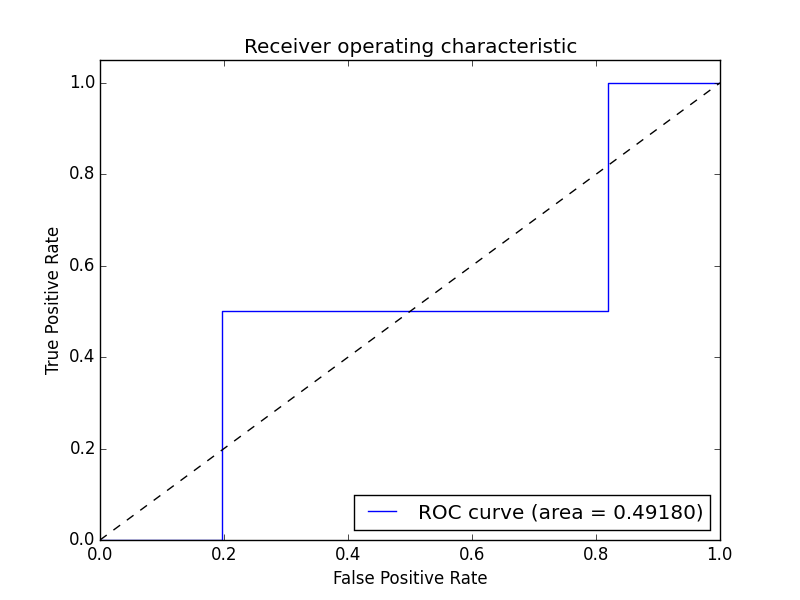 Receiver operating characteristic
1.0
0.8
0.6
0.4
0.2
0.0
True Positive Rate
ROC curve (area = 0.49180)
0.0 0.2 0.4 0.6 0.8 1.0
False Positive Rate